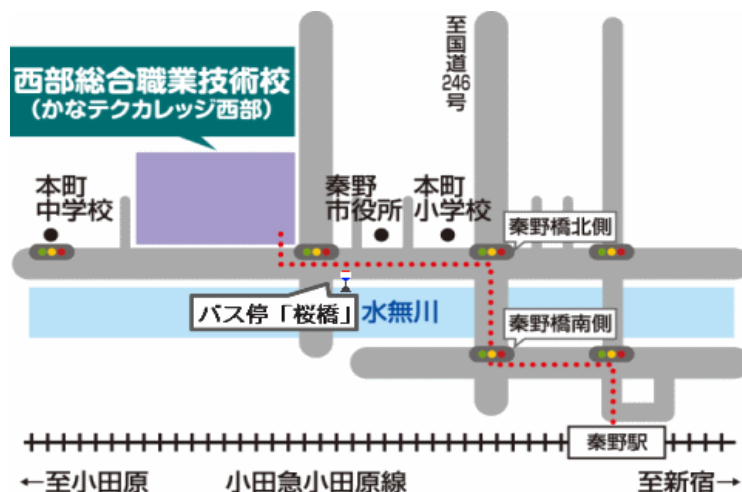 西部総合職業技術校
（かなテクカレッジ西部）
至国道246号
本町
中学校
秦野
市役所
本町
小学校
秦野橋北側
バス停「桜橋」
水無川
秦野橋南側
秦野駅
←至小田原
小田急小田原線
至新宿→